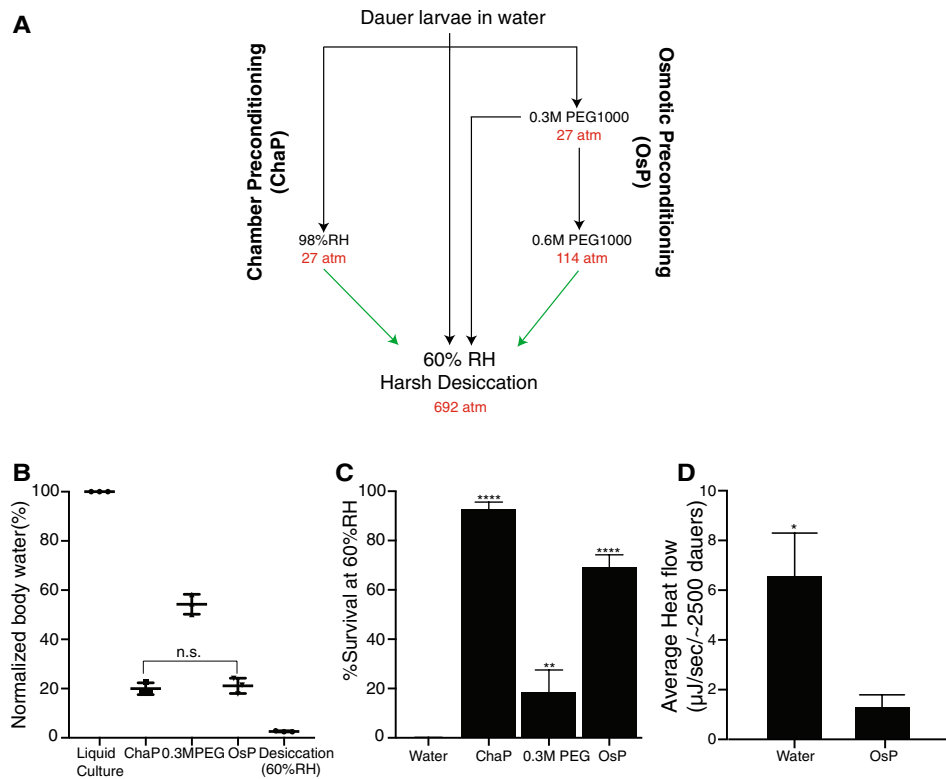 A
Dauer larvae in water
Chamber Preconditioning
(ChaP)
Osmotic Preconditioning
(OsP)
0.3M PEG1000
27 atm
98%RH
27 atm
0.6M PEG1000
114 atm
60% RH
Harsh Desiccation
692 atm
B
Normalized body water(%)
100
80
60
40
20
0
n.s.
Liquid
Culture
ChaP
0.3MPEG
OsP
Desiccation
(60%RH)
C
%Survival at 60%RH
100
80
60
40
20
0
****
**
****
Water
ChaP
0.3M PEG
OsP
D
Average Heat flow
(µJ/sec/~2500 dauers)
10
8
6
4
2
0
*
Water
OsP